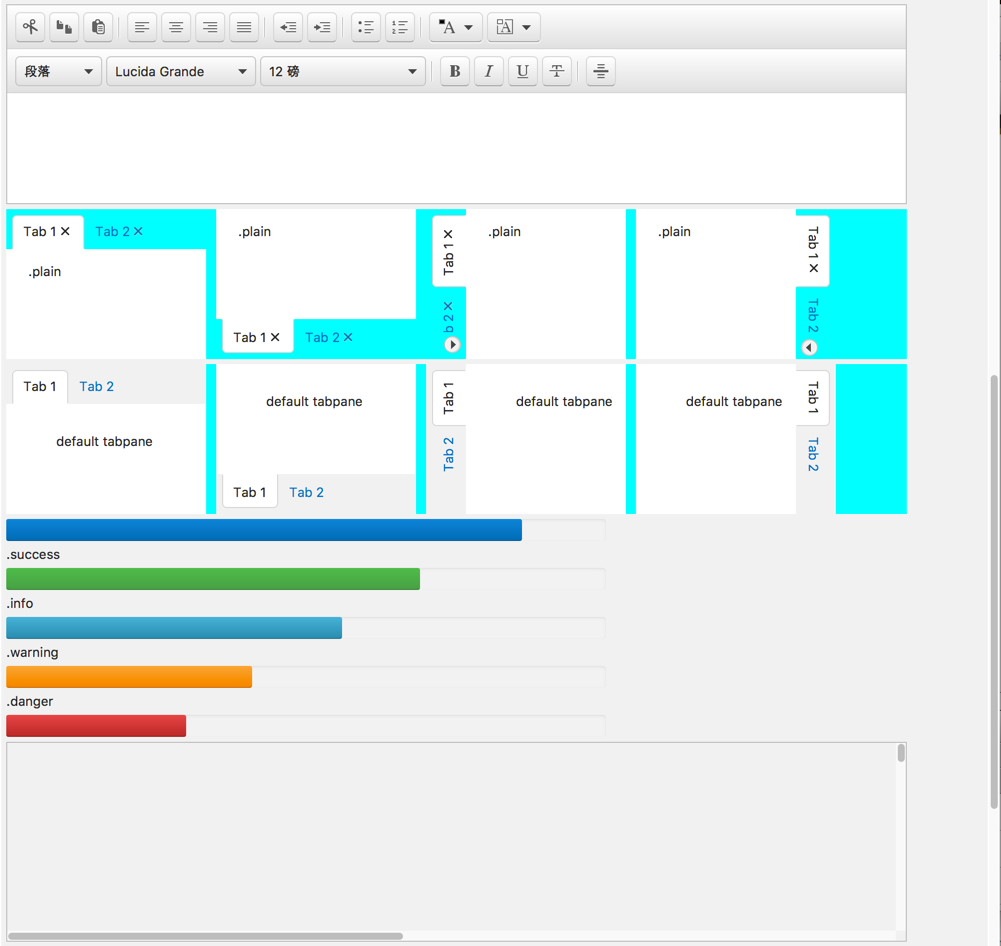 A A
段落 Lucida Grande 12 磅 B I U T
Tab 1 × Tab 2 ×
.plain
.plain
Tab 1 × Tab 2 ×
Tab 1 ×
b 2 ×
.plain
.plain
Tab 1 ×
Tab 2
Tab 1 Tab 2
default tabpane
default tabpane
Tab 1 Tab 2
Tab 1
Tab 2
default tabpane
default tabpane
Tab 1
Tab 2
.success
.info
.warning
.danger